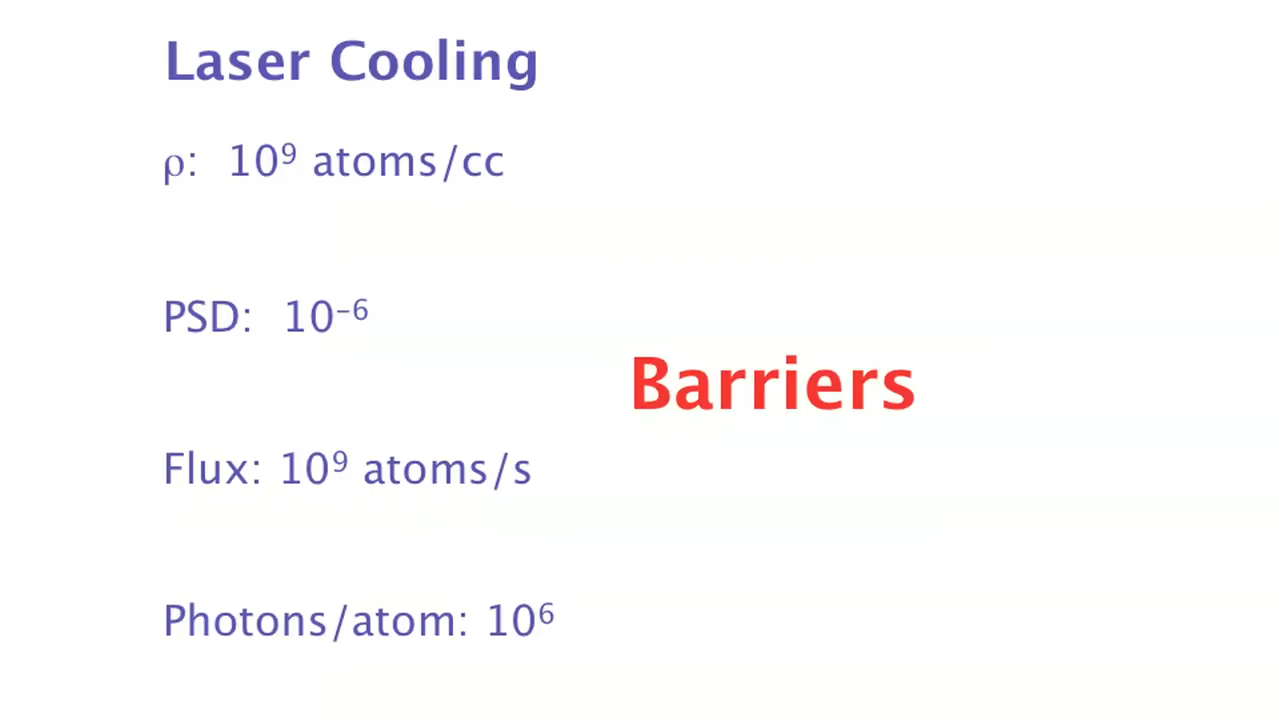 Laser Cooling
ρ: 10⁹ atoms/cc
PSD: 10⁻⁶
Barriers
Flux: 10⁹ atoms/s
Photons/atom: 10⁶